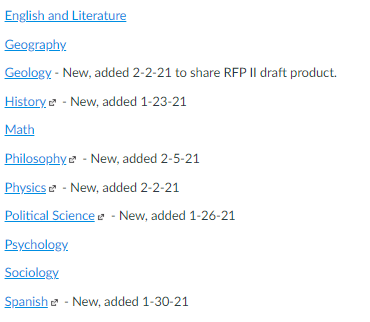 English and Literature
Geography
Geology - New, added 2-2-21 to share RFP II draft product.
History - New, added 1-23-21
Math
Philosophy - New, added 2-5-21
Physics - New, added 2-2-21
Political Science - New, added 1-26-21
Psychology
Sociology
Spanish - New, added 1-30-21